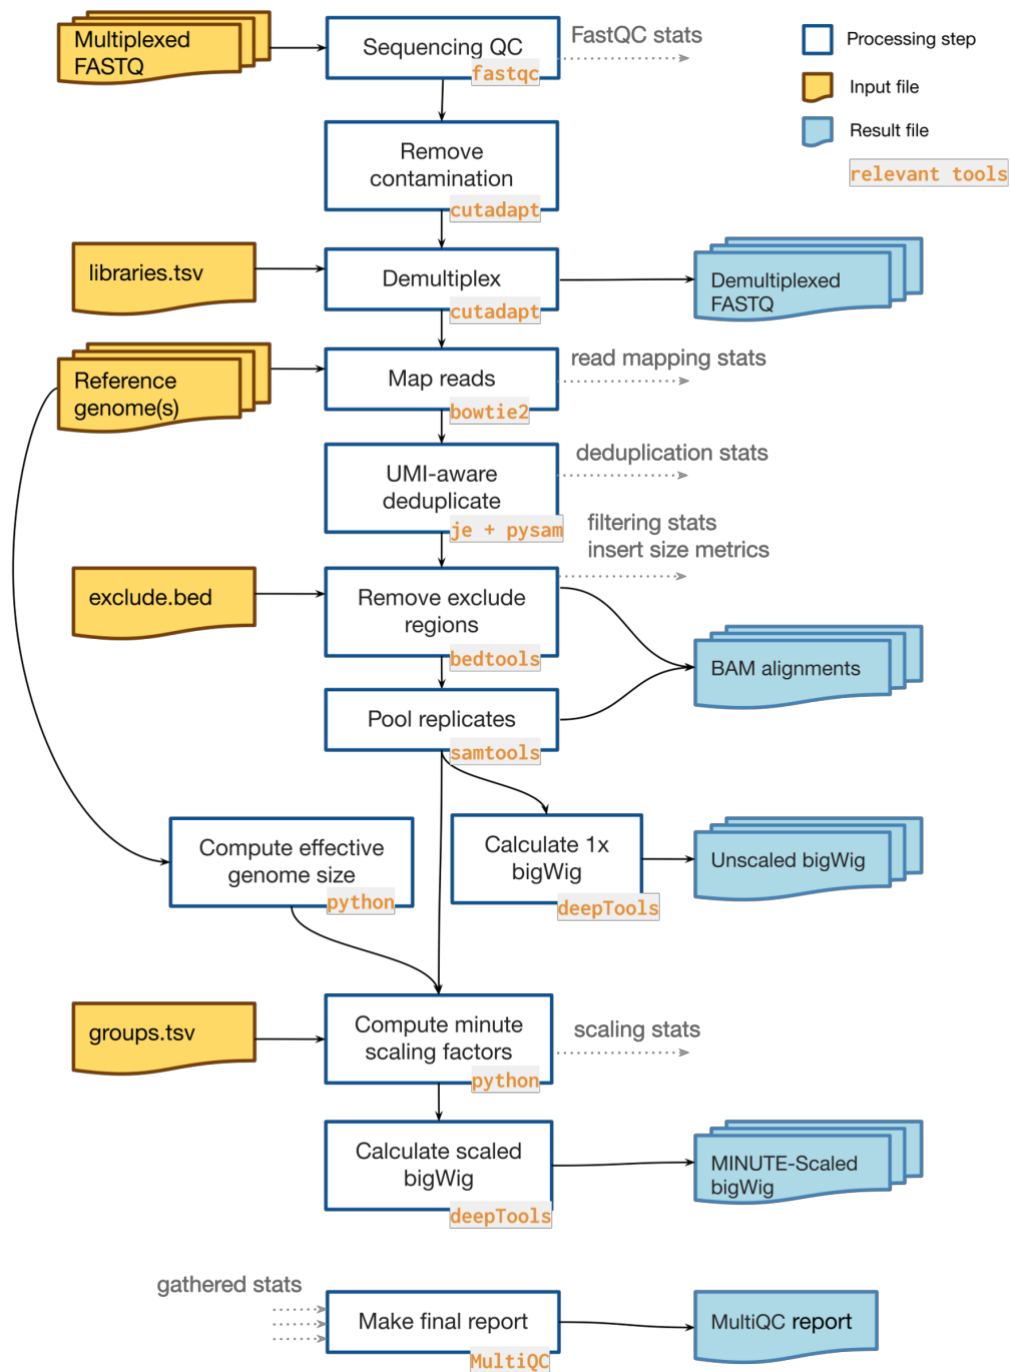 Multiplexed
FASTQ
Sequencing QC
fastqc
FastQC stats
Processing step
Input file
Result file
relevant tools
Remove
contamination
cutadapt
libraries.tsv
Demultiplex
cutadapt
Demultiplexed
FASTQ
Reference
genome(s)
Map reads
bowtie2
read mapping stats
UMI-aware
deduplicate
je + pysam
deduplication stats
filtering stats
insert size metrics
exclude.bed
Remove exclude
regions
bedtools
BAM alignments
Pool replicates
samtools
Compute effective
genome size
python
Calculate 1x
bigWig
deepTools
Unscaled bigWig
groups.tsv
Compute minute
scaling factors
python
scaling stats
Calculate scaled
bigWig
deepTools
MINUTE-Scaled
bigWig
gathered stats
Make final report
MultiQC
MultiQC report